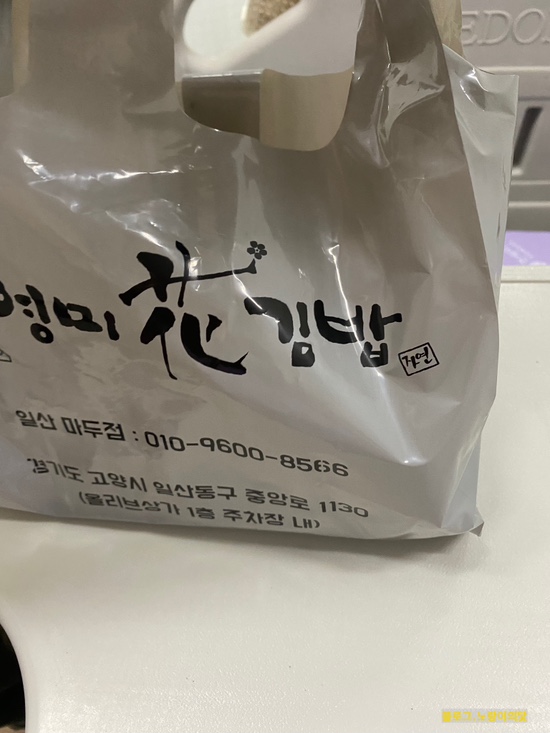 EDO
영미花김밥
자연
일산 마두점 : 010-9600-8566
경기도 고양시 일산동구 중앙로 1130
(올리브상가 1층 주차장 내)